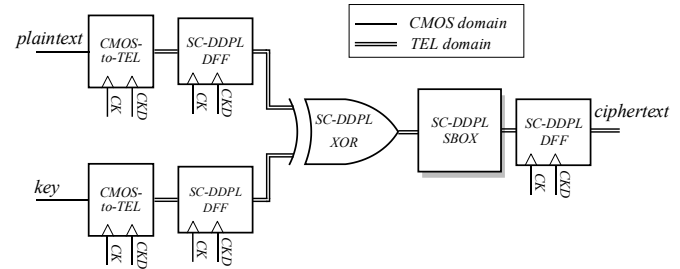 CMOS domain
TEL domain
plaintext
CMOS-
to-TEL
CK
CKD
SC-DDPL
DFF
CK
CKD
SC-DDPL
XOR
SC-DDPL
SBOX
SC-DDPL
DFF
CK
CKD
ciphertext
key
CMOS-
to-TEL
CK
CKD
SC-DDPL
DFF
CK
CKD